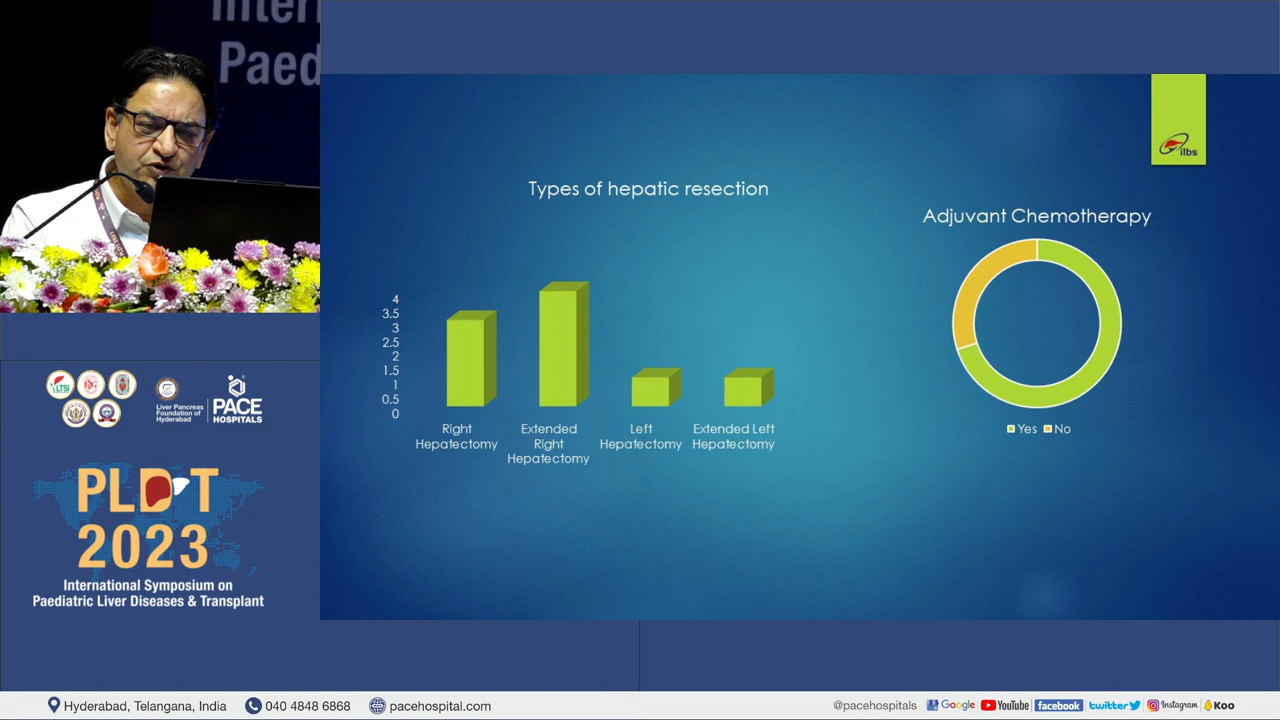 Inter
Paed
ilbs
Types of hepatic resection
Adjuvant Chemotherapy
4
3.5
3
2.5
2
1.5
1
0.5
0
Right
Hepatectomy
Extended
Right
Hepatectomy
Left
Hepatectomy
Extended Left
Hepatectomy
Yes No
LTSI
Liver Pancreas
Foundation of
Hyderabad
PACE
HOSPITALS
PLDT
2023
International Symposium on
Paediatric Liver Diseases & Transplant
Hyderabad, Telangana, India
040 4848 6868
pacehospital.com
@pacehospitals
Google
YouTube
facebook
twitter
Instagram
Koo